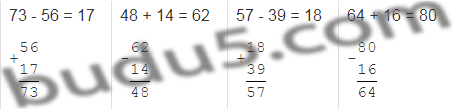 73 - 56 = 17
+ 56
17
73
48 + 14 = 62
- 62
14
48
57 - 39 = 18
+ 18
39
57
64 + 16 = 80
- 80
16
64
budu5.com